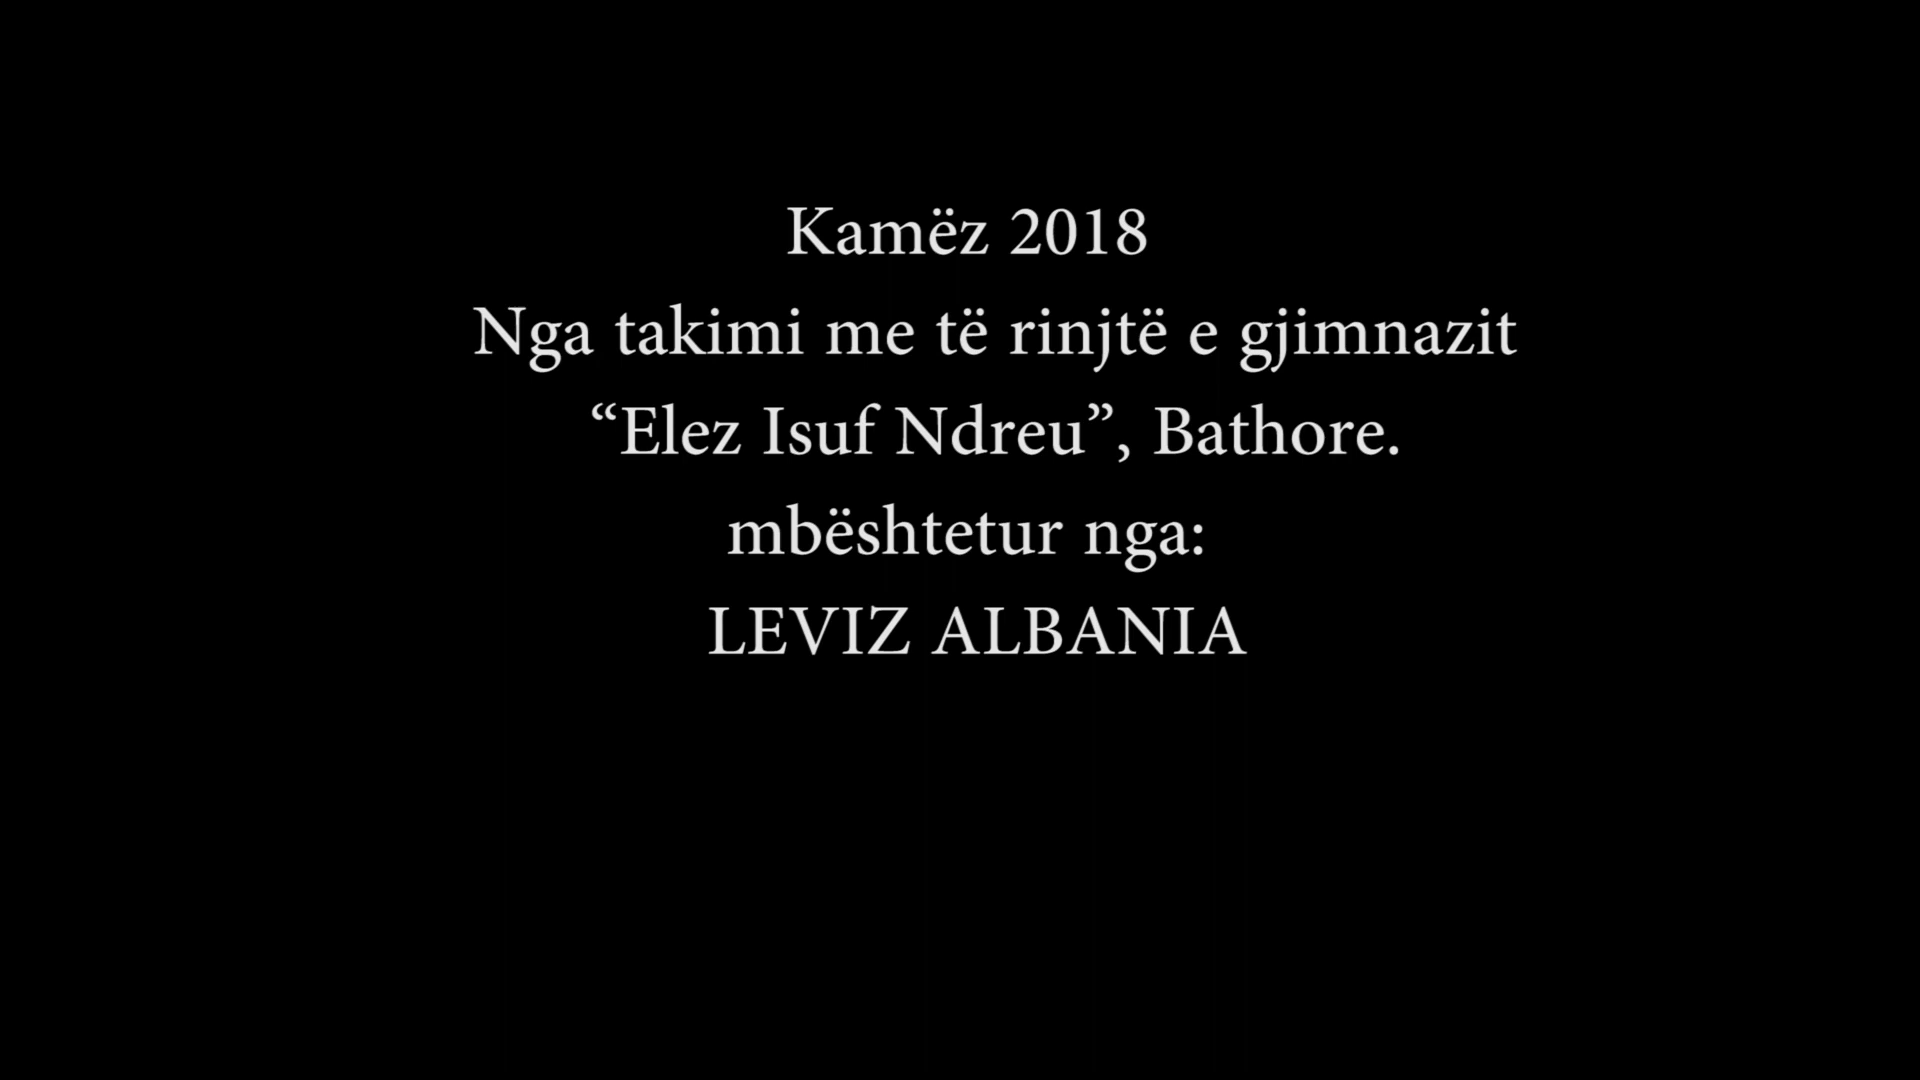 Kamëz 2018
Nga takimi me të rinjtë e gjimnazit
“Elez Isuf Ndreu”, Bathore.
mbështetur nga:
LEVIZ ALBANIA